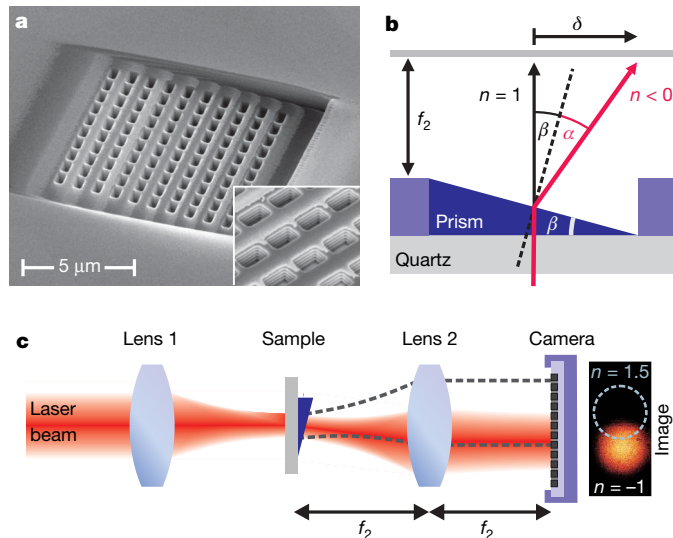 a
5 μm
b
δ
n = 1
n < 0
f2
β
α
Prism
β
Quartz
c
Lens 1
Sample
Lens 2
Camera
Laser
beam
n = 1.5
Image
n = −1
f2
f2